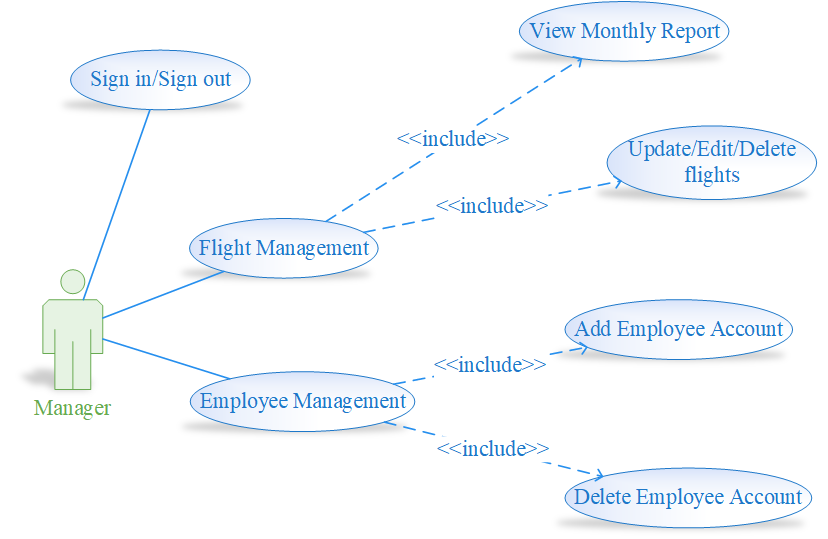 View Monthly Report
Sign in/Sign out
<<include>>
Update/Edit/Delete
flights
<<include>>
Flight Management
Add Employee Account
<<include>>
Employee Management
Manager
<<include>>
Delete Employee Account